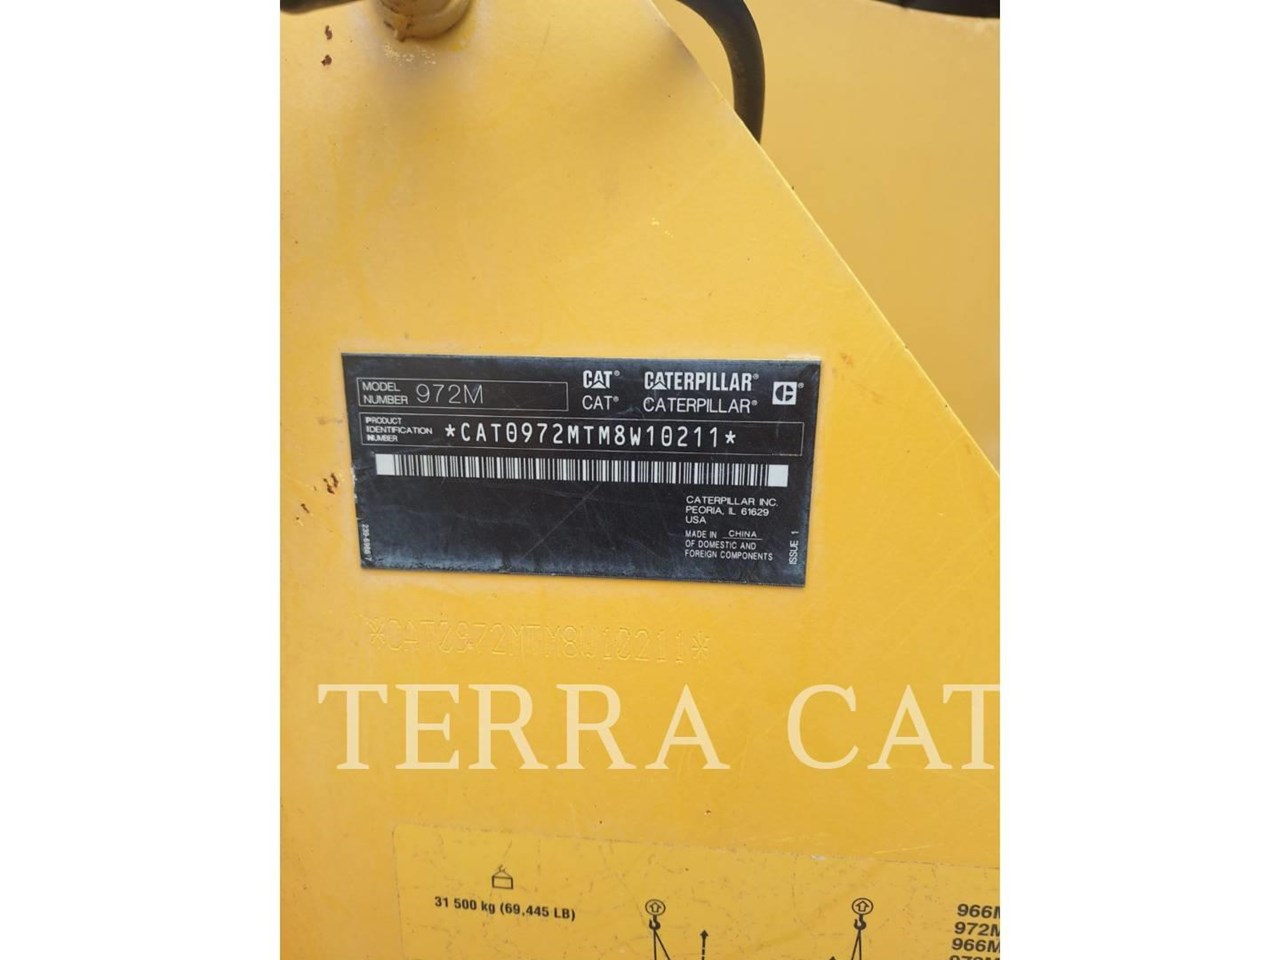 MODEL NUMBER 972M
CAT® CATERPILLAR®
CAT® CATERPILLAR®
PRODUCT IDENTIFICATION NUMBER *CAT0972MTM8W10211*
CATERPILLAR INC.
PEORIA, IL 61629
USA
MADE IN CHINA
OF DOMESTIC AND
FOREIGN COMPONENTS
ISSUE 1
*CAT0972MTM8W10211*
TERRA CAT
31 500 kg (69,445 LB)
966M
972M
966M